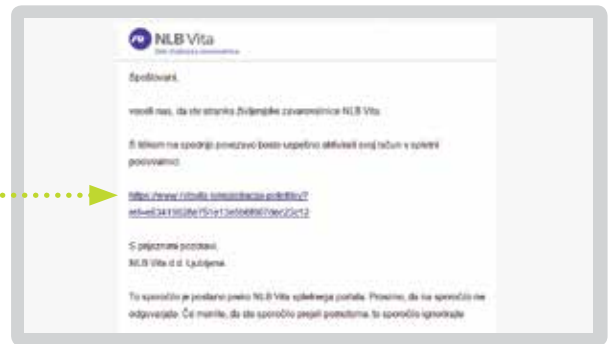 NLB Vita
Spoštovani,
veseli nas, da ste stranka življenjske zavarovalnice NLB Vita.
S klikom na spodnjo povezavo boste uspešno aktivirali svoj račun v spletni
poslovalnici:
S prijaznimi pozdravi,
NLB Vita d.d. Ljubljana
To sporočilo je poslano preko NLB Vita spletnega portala. Prosimo, da na sporočilo ne
odgovarjate. Če menite, da ste sporočilo prejeli pomotoma, to sporočilo ignorirajte